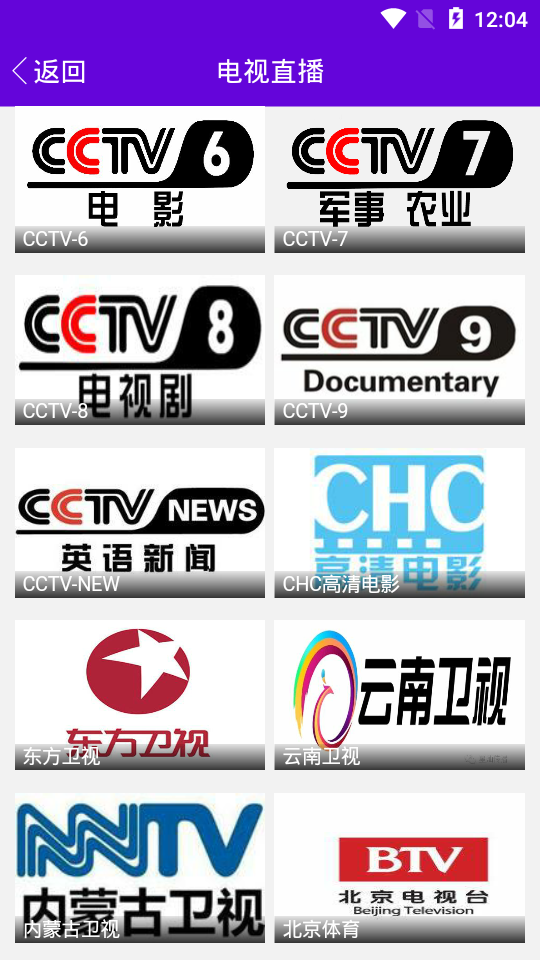 12:04
返回
电视直播
CCTV 6
电 影
CCTV-6
CCTV 7
军事 农业
CCTV-7
CCTV 8
电视剧
CCTV-8
CCTV 9
Documentary
CCTV-9
CCTV NEWS
英语新闻
CCTV-NEW
CHC
高清电影
CHC高清电影
东方卫视
东方卫视
云南卫视
云南卫视
NMTV
内蒙古卫视
内蒙古卫视
BTV
北京电视台
Beijing Television
北京体育